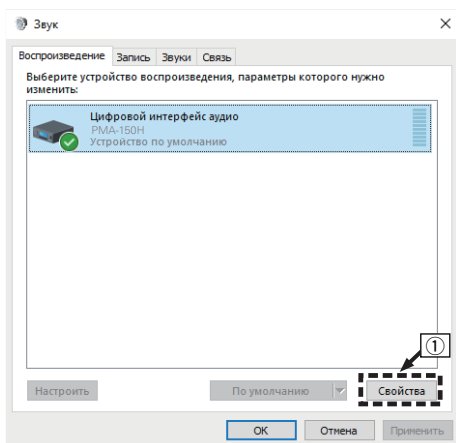 Звук
Воспроизведение Запись Звуки Связь
Выберите устройство воспроизведения, параметры которого нужно
изменить:
Цифровой интерфейс аудио
PMA-150H
Устройство по умолчанию
①
Настроить По умолчанию Свойства
OK Отмена Применить